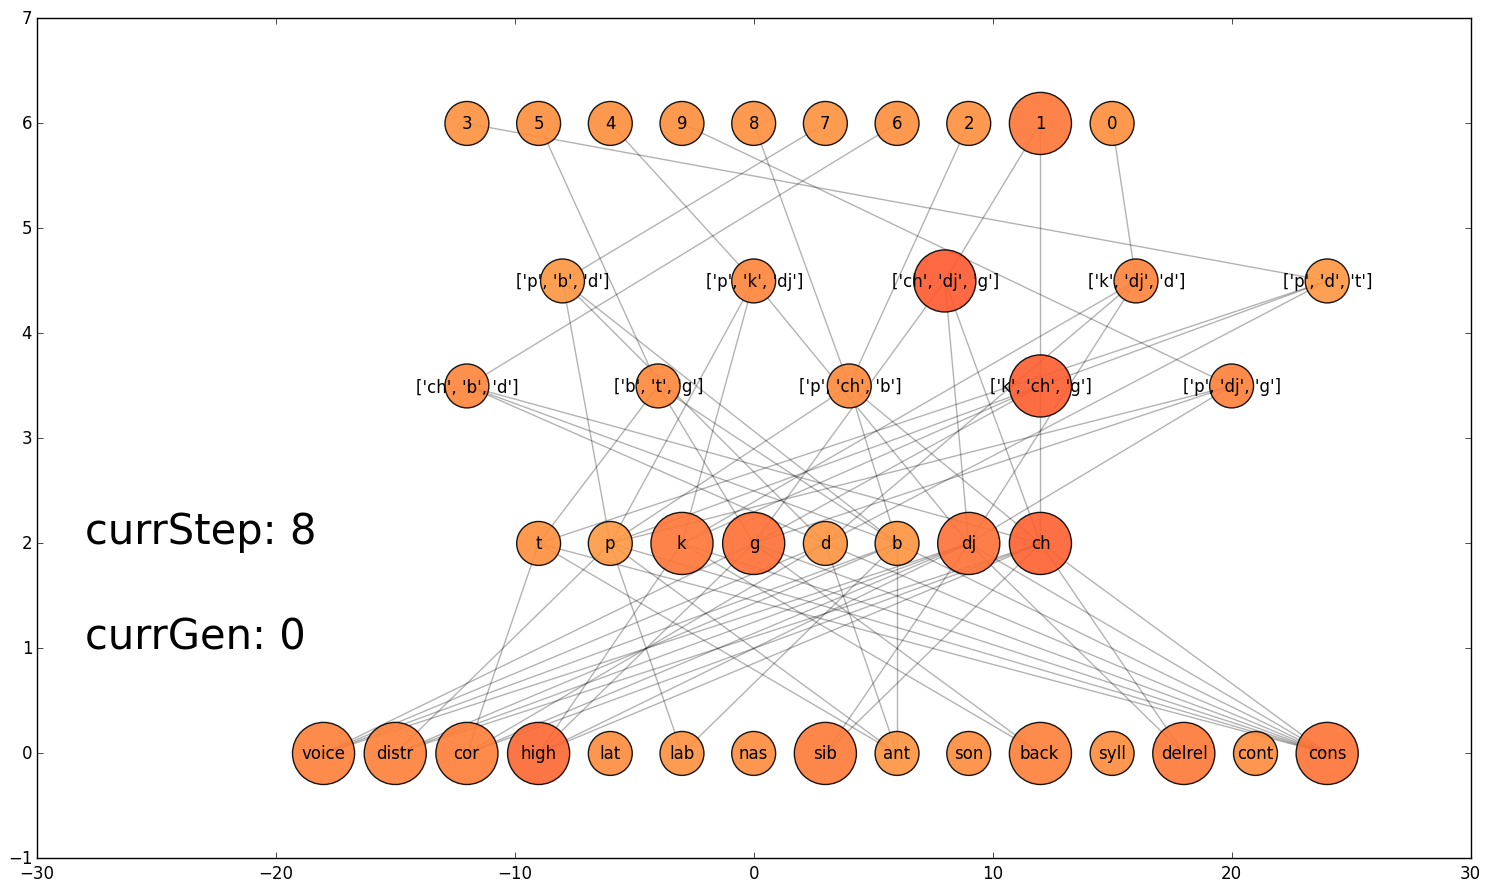 7
6
3 5 4 9 8 7 6 2 1 0
5
['p', 'b', 'd'] ['p', 'k', 'dj'] ['ch', 'dj', 'g'] ['k', 'dj', 'd'] ['p', 'd', 't']
4
['ch', 'b', 'd'] ['b', 't', 'g'] ['p', 'ch', 'b'] ['k', 'ch', 'g'] ['p', 'dj', 'g']
3
currStep: 8
2
t p k g d b dj ch
currGen: 0
1
0
voice distr cor high lat lab nas sib ant son back syll delrel cont cons
−1
−30 −20 −10 0 10 20 30